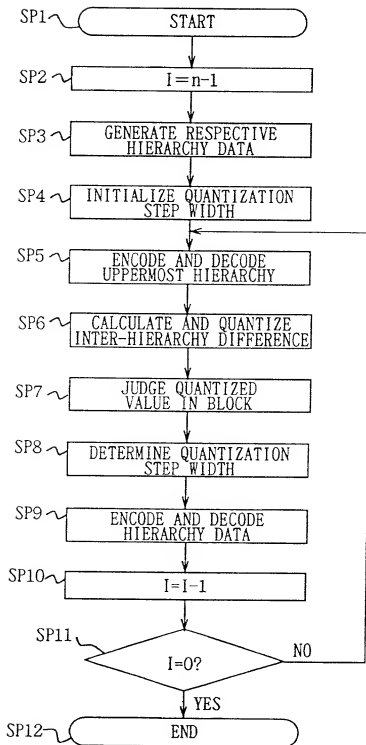 SP1 START
SP2 I=n-1
SP3 GENERATE RESPECTIVE
HIERARCHY DATA
SP4 INITIALIZE QUANTIZATION
STEP WIDTH
SP5 ENCODE AND DECODE
UPPERMOST HIERARCHY
SP6 CALCULATE AND QUANTIZE
INTER-HIERARCHY DIFFERENCE
SP7 JUDGE QUANTIZED
VALUE IN BLOCK
SP8 DETERMINE QUANTIZATION
STEP WIDTH
SP9 ENCODE AND DECODE
HIERARCHY DATA
SP10 I=I-1
SP11
I=0? NO
YES
SP12 END